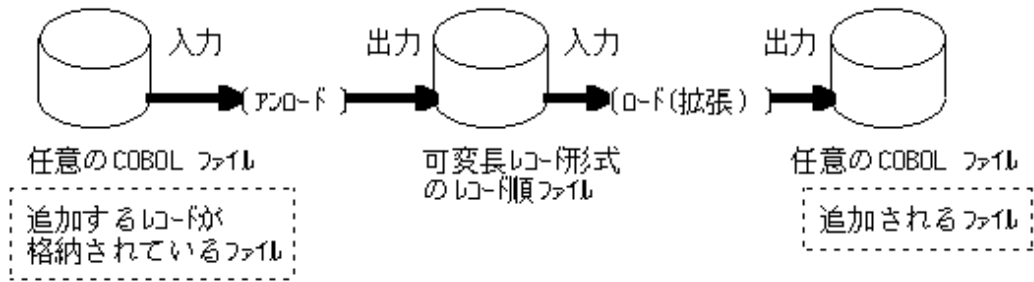 入力 出力 入力 出力
(ｱﾝﾛｰﾄﾞ) (ﾛｰﾄﾞ(拡張))
任意のCOBOL ﾌｧｲﾙ 可変長ﾚｺｰﾄﾞ形式 任意のCOBOL ﾌｧｲﾙ
のﾚｺｰﾄﾞ順ﾌｧｲﾙ
追加するﾚｺｰﾄﾞが 追加されるﾌｧｲﾙ
格納されているﾌｧｲﾙ